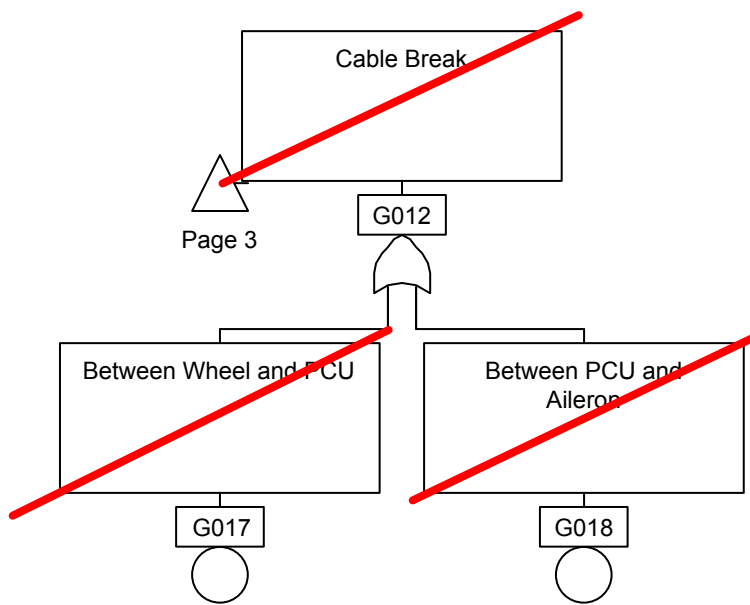 Cable Break
Page 3
G012
Between Wheel and PCU
Between PCU and
Aileron
G017
G018